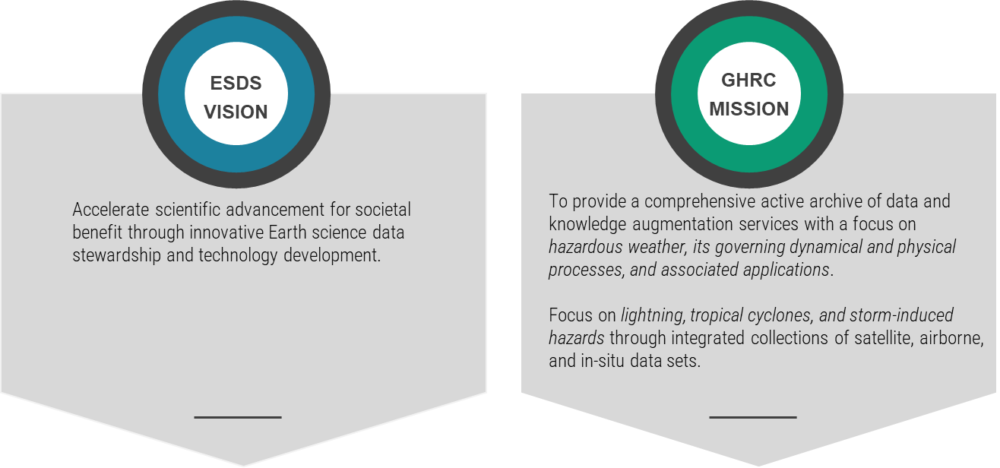 ESDS
VISION
Accelerate scientific advancement for societal
benefit through innovative Earth science data
stewardship and technology development.
GHRC
MISSION
To provide a comprehensive active archive of data and
knowledge augmentation services with a focus on
hazardous weather, its governing dynamical and physical
processes, and associated applications.
Focus on lightning, tropical cyclones, and storm-induced
hazards through integrated collections of satellite, airborne,
and in-situ data sets.